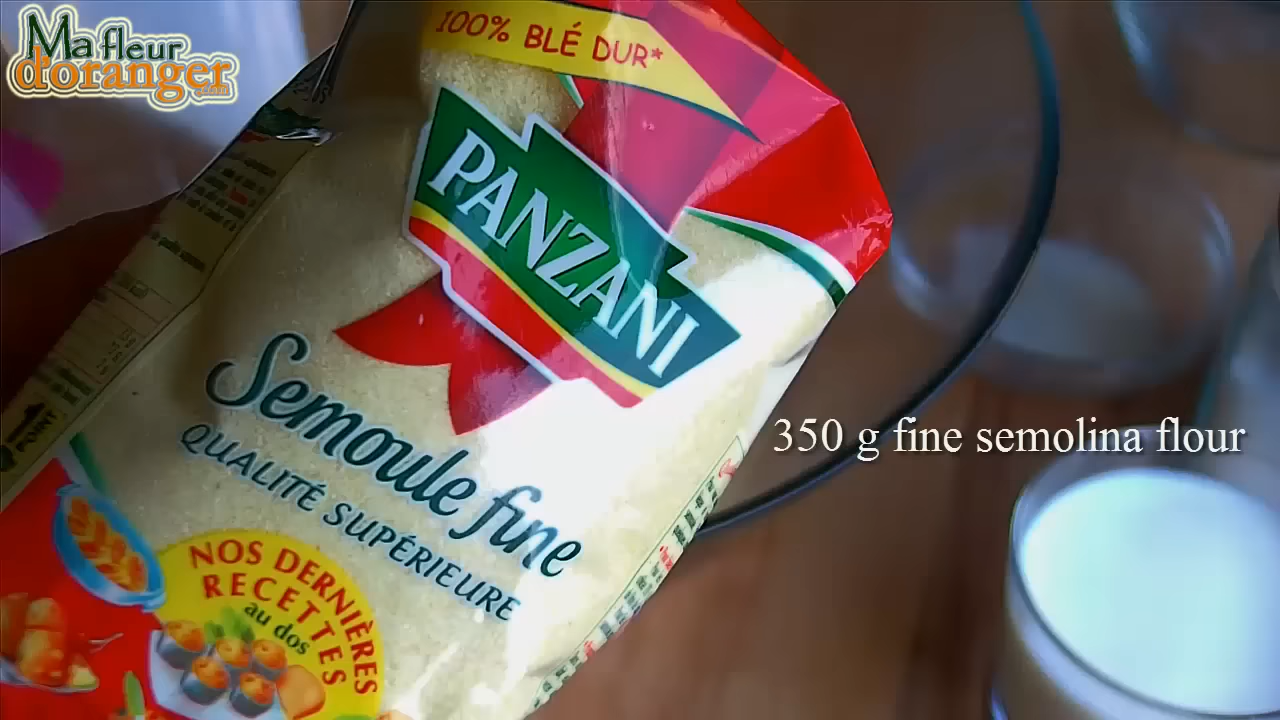 Ma fleur
d'oranger
100% BLÉ DUR*
PANZANI
Semoule fine
QUALITÉ SUPÉRIEURE
350 g fine semolina flour
POINT
NOS DERNIÈRES
RECETTES
au dos